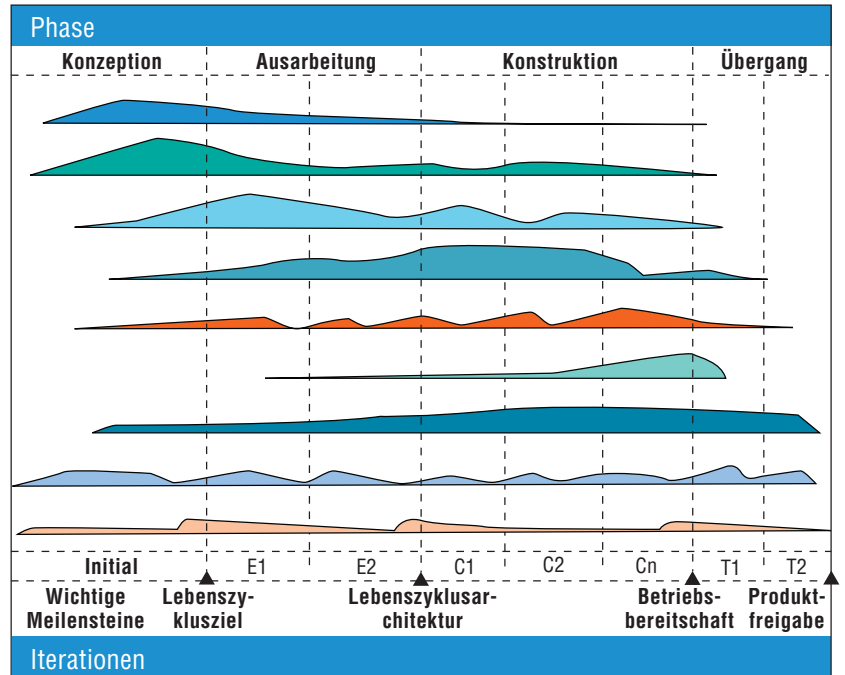 Phase
Konzeption Ausarbeitung Konstruktion Übergang
Initial E1 E2 C1 C2 Cn T1 T2
Wichtige Lebenszy- Lebenszyklusar- Betriebs- Produkt-
Meilensteine klusziel chitektur bereitschaft freigabe
Iterationen